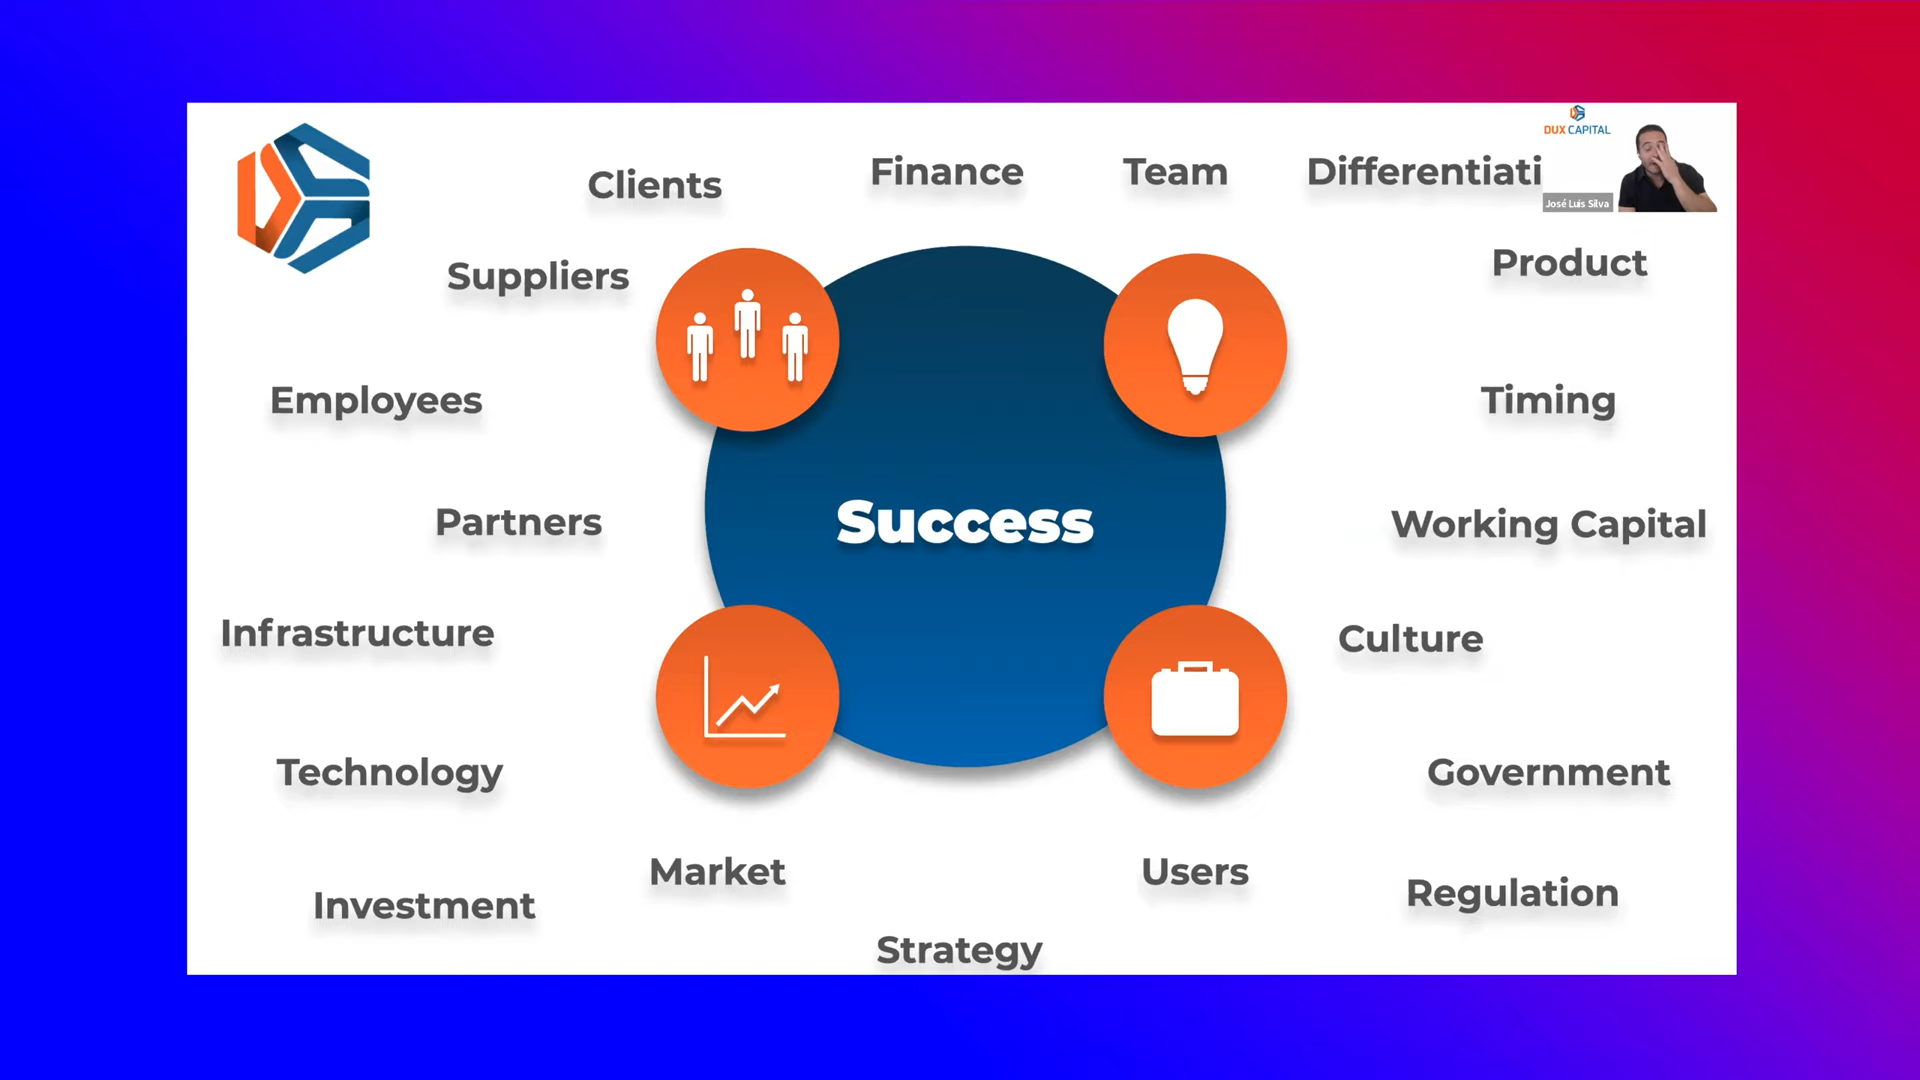 DUX CAPITAL
José Luis Silva
Clients
Finance
Team
Differentiati
Suppliers
Product
Employees
Timing
Partners
Success
Working Capital
Infrastructure
Culture
Technology
Government
Market
Users
Investment
Regulation
Strategy